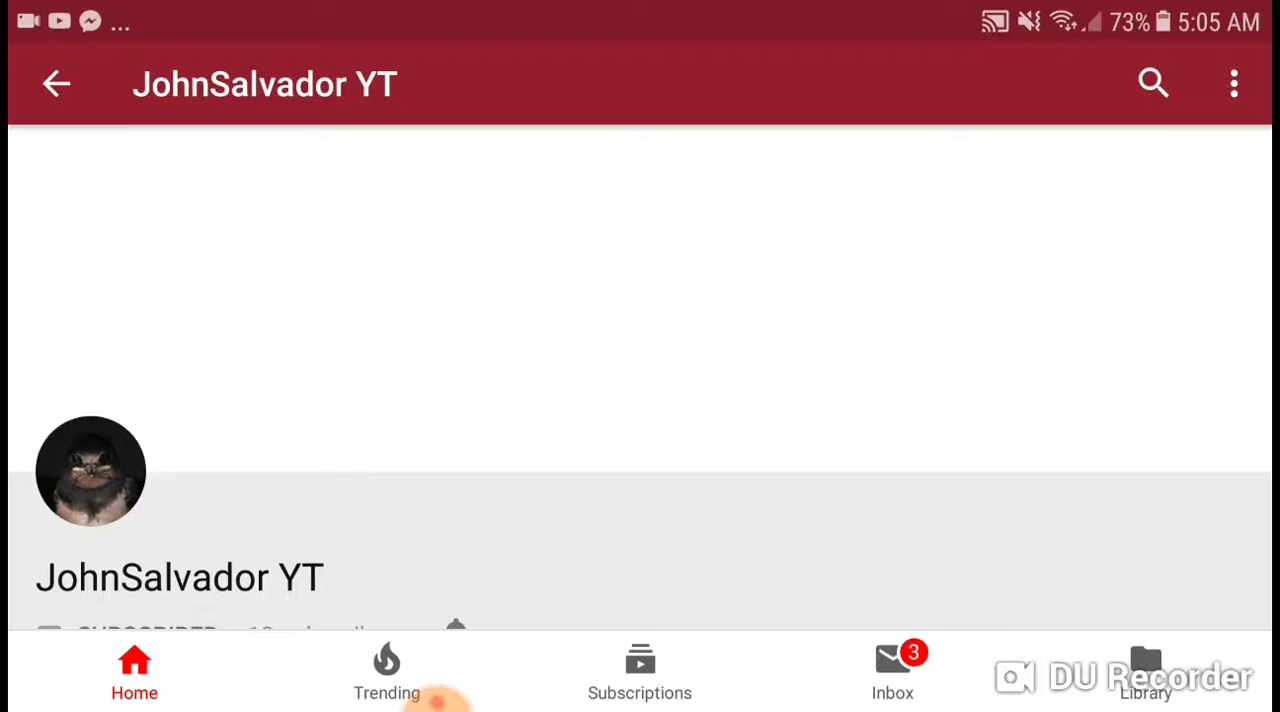 ... 73% 5:05 AM
JohnSalvador YT
JohnSalvador YT
SUBSCRIBED
Home Trending Subscriptions Inbox 3 Library
DU Recorder